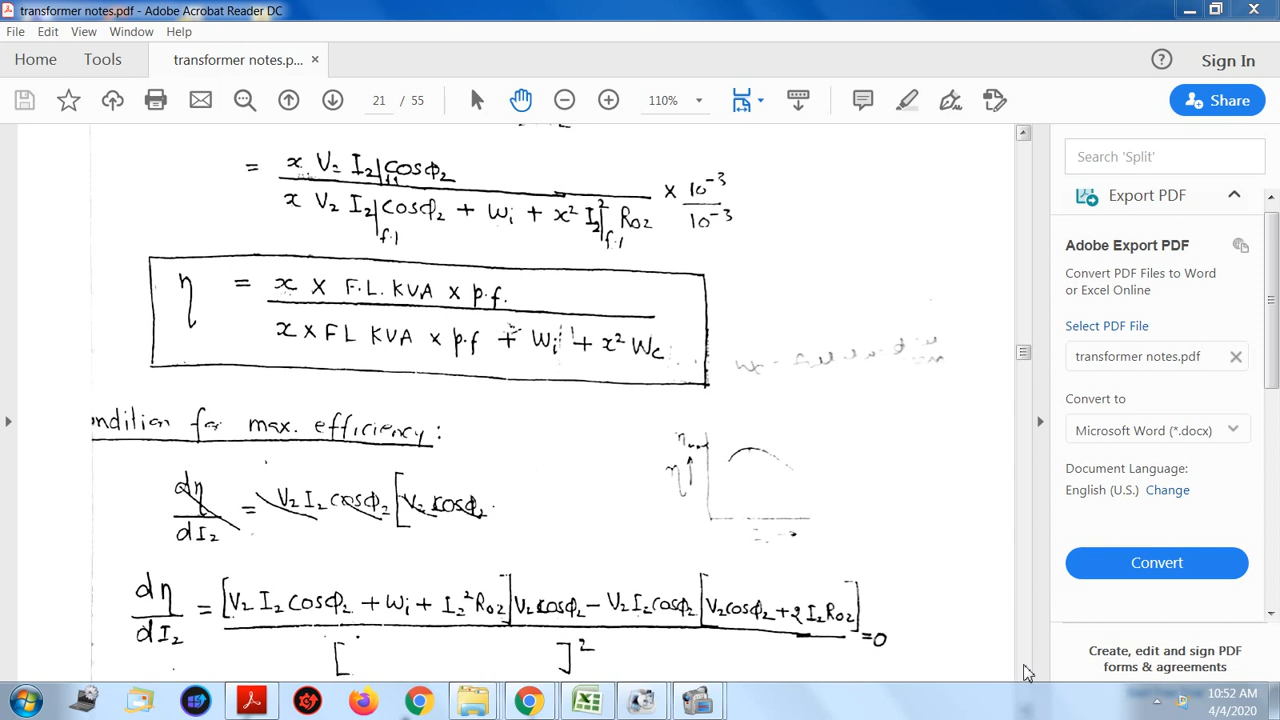 transformer notes.pdf - Adobe Acrobat Reader DC
File Edit View Window Help
Home Tools transformer notes.p... × Sign In
21 / 55 110% Share
= x V₂ I₂|f.l cosφ₂ / x V₂ I₂|f.l cosφ₂ + Wi + x² I₂²|f.l R₀₂ × 10⁻³ / 10⁻³
η = x × F.L. KVA × p.f. / x × FL KVA × p.f + Wi + x² Wc
ondition for max. efficiency:
η
dη / dI₂ = V₂ I₂ cosφ₂ [V₂ cosφ₂
dη / dI₂ = [V₂ I₂ cosφ₂ + Wi + I₂² R₀₂] V₂ cosφ₂ − V₂ I₂ cosφ₂ [V₂ cosφ₂ + 2 I₂ R₀₂] / [ ]² = 0
Search 'Split'
Export PDF
Adobe Export PDF
Convert PDF Files to Word
or Excel Online
Select PDF File
transformer notes.pdf ×
Convert to
Microsoft Word (*.docx)
Document Language:
English (U.S.) Change
Convert
Create, edit and sign PDF
forms & agreements
10:52 AM
4/4/2020